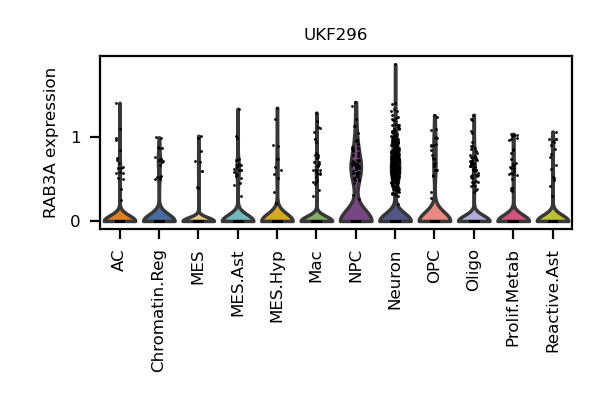 UKF296
RAB3A expression
1
0
AC
Chromatin.Reg
MES
MES.Ast
MES.Hyp
Mac
NPC
Neuron
OPC
Oligo
Prolif.Metab
Reactive.Ast